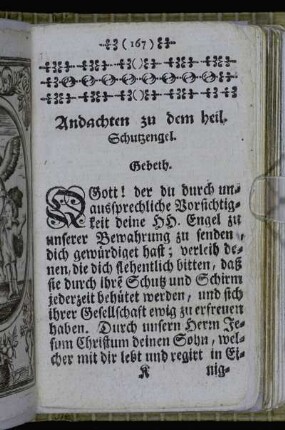 ( 167 )
Andachten zu dem heil.
Schutzengel.
Gebeth.
O Gott! der du durch un-
aussprechliche Vorsichtig-
keit deine HH. Engel zu
unserer Bewahrung zu senden,
dich gewürdiget hast; verleih de-
nen, die dich flehentlich bitten, daß
sie durch ihrē Schutz und Schirm
jederzeit behütet werden, und sich
ihrer Gesellschaft ewig zu erfreuen
haben. Durch unsern Herrn Je-
sum Christum deinen Sohn, wel-
cher mit dir lebt und regirt in Ei-
K nig-